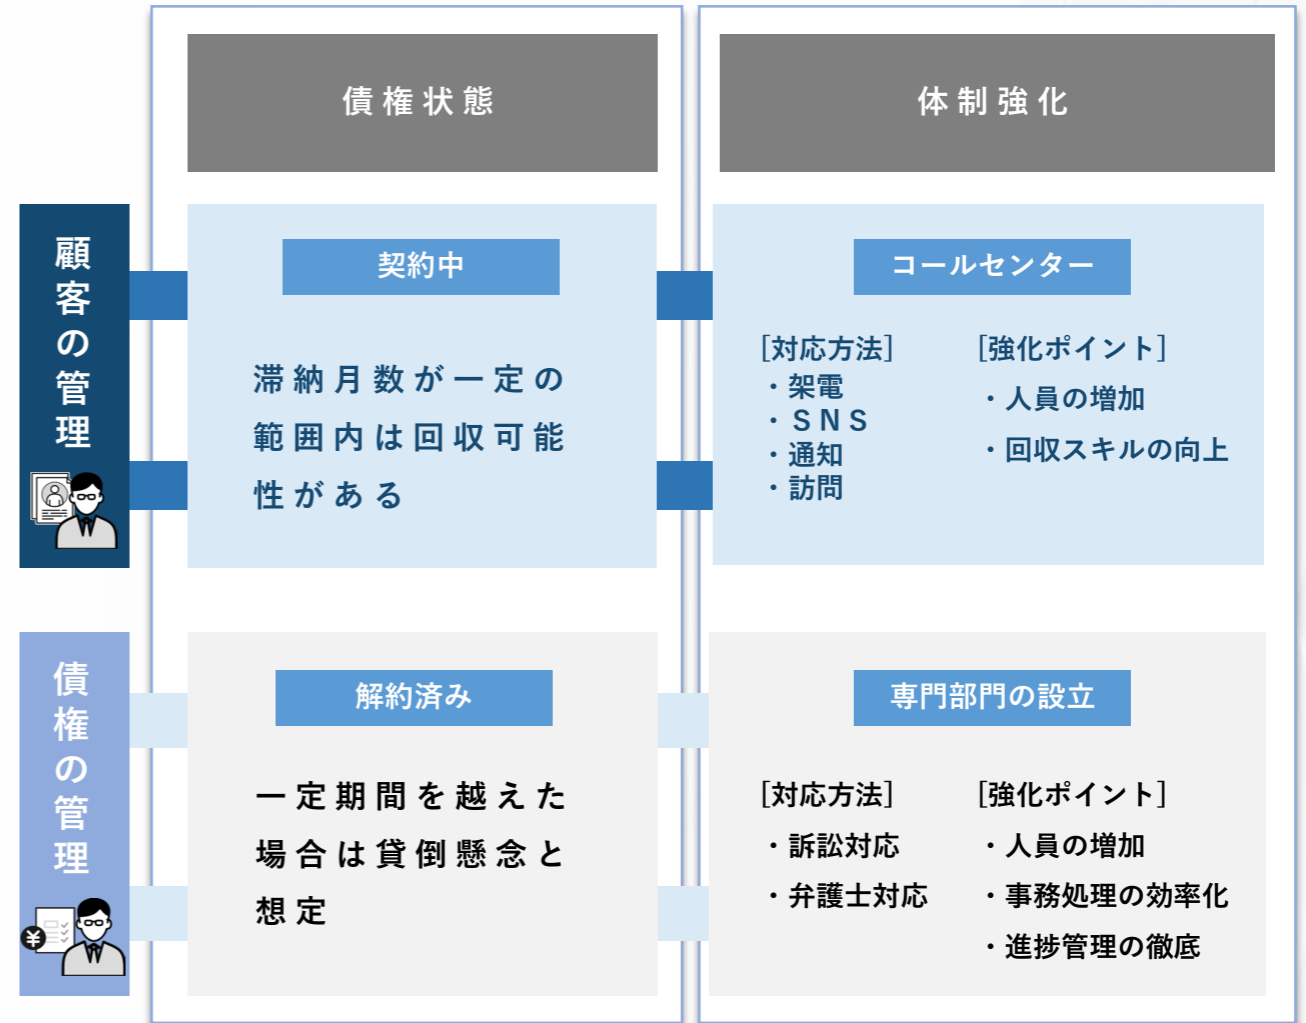 債権状態
体制強化
顧客の管理
契約中
滞納月数が一定の
範囲内は回収可能
性がある
コールセンター
[対応方法]
・架電
・ＳＮＳ
・通知
・訪問
[強化ポイント]
・人員の増加
・回収スキルの向上
債権の管理
¥
解約済み
一定期間を越えた
場合は貸倒懸念と
想定
専門部門の設立
[対応方法]
・訴訟対応
・弁護士対応
[強化ポイント]
・人員の増加
・事務処理の効率化
・進捗管理の徹底